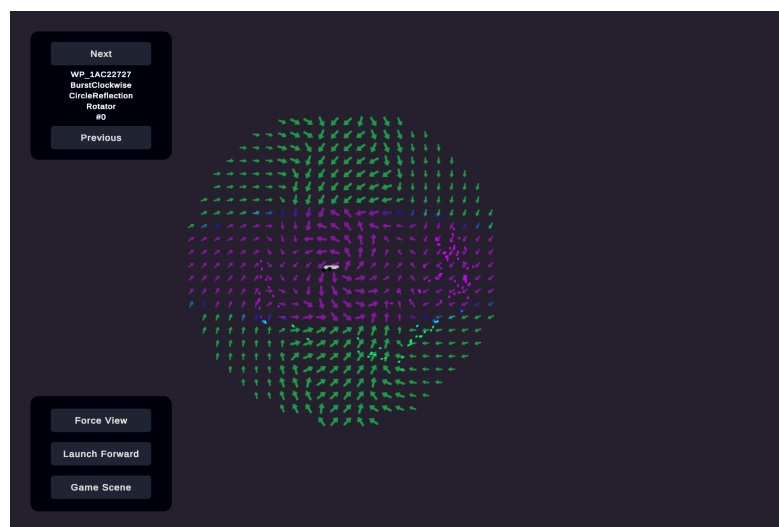 Next
WP_1AC22727
BurstClockwise
CircleReflection
Rotator
#0
Previous
Force View
Launch Forward
Game Scene